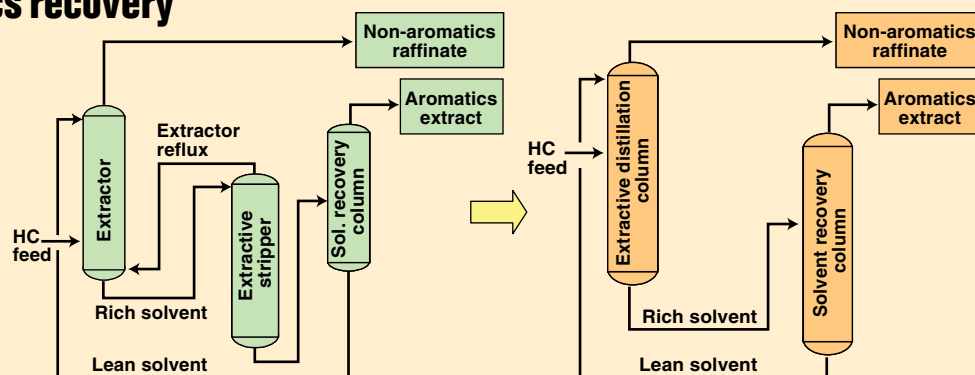 cs recovery
Non-aromatics
raffinate
Aromatics
extract
Extractor
reflux
Extractor
HC
feed
Extractive
stripper
Sol. recovery
column
Rich solvent
Lean solvent
Non-aromatics
raffinate
Aromatics
extract
HC
feed
Extractive distillation
column
Solvent recovery
column
Rich solvent
Lean solvent